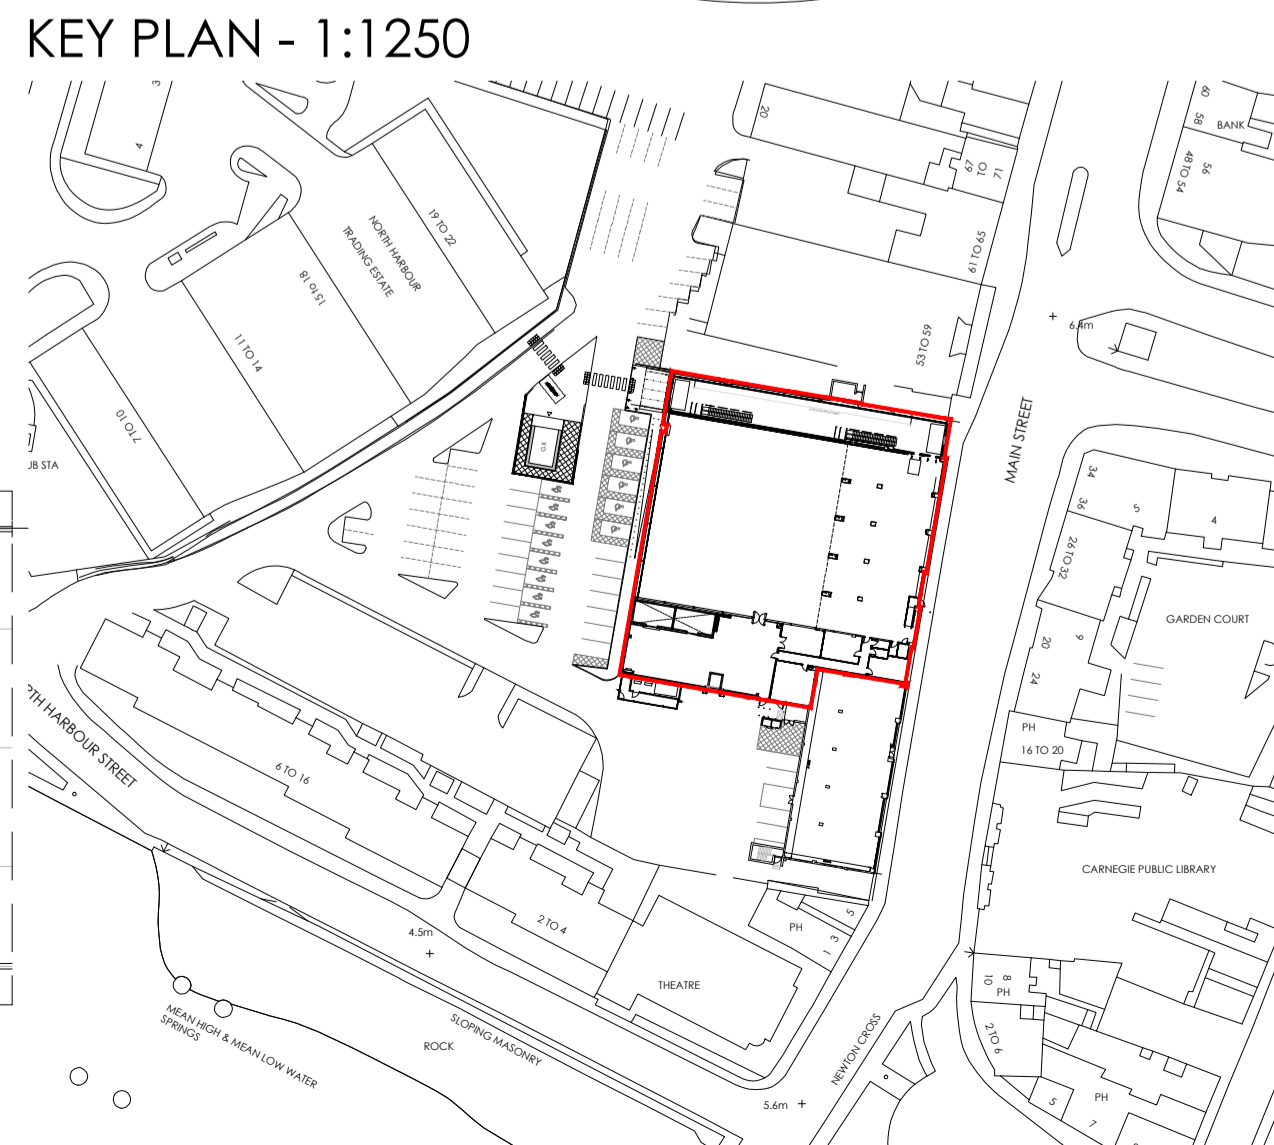 KEY PLAN - 1:1250
3
4
20
60
58
BANK
56
48 TO 54
67
TO
71
19 TO 22
NORTH HARBOUR
TRADING ESTATE
15 to 18
61 TO 65
11 TO 14
53 TO 59
6.4m
7 TO 10
UB STA
MAIN STREET
34
36
5
4
26 TO 32
GARDEN COURT
20
9
24
PH
16 TO 20
RTH HARBOUR STREET
6 TO 16
CARNEGIE PUBLIC LIBRARY
2 TO 4
4.5m
PH
1
3
5
THEATRE
8
10
PH
MEAN HIGH & MEAN LOW WATER
SPRINGS
SLOPING MASONRY
ROCK
NEWTON CROSS
2 TO 6
5.6m
5
PH
7